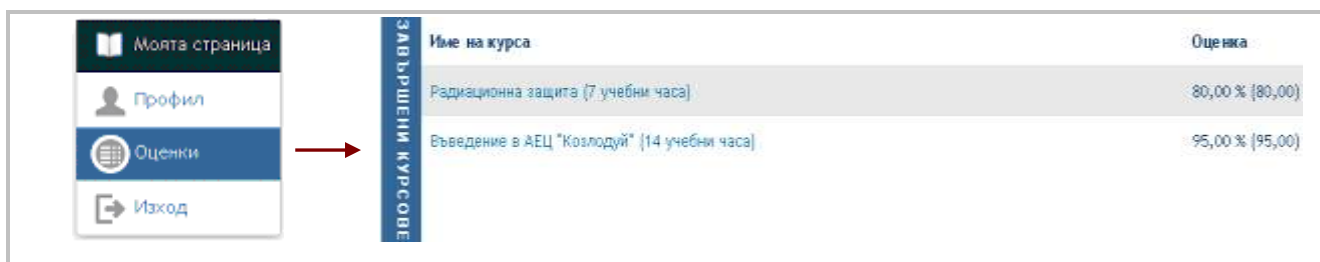 Моята страница
Профил
Оценки
Изход
ЗАВЪРШЕНИ КУРСОВЕ
Име на курса Оценка
Радиационна защита (7 учебни часа) 80,00 % (80,00)
Въведение в АЕЦ "Козлодуй" (14 учебни часа) 95,00 % (95,00)